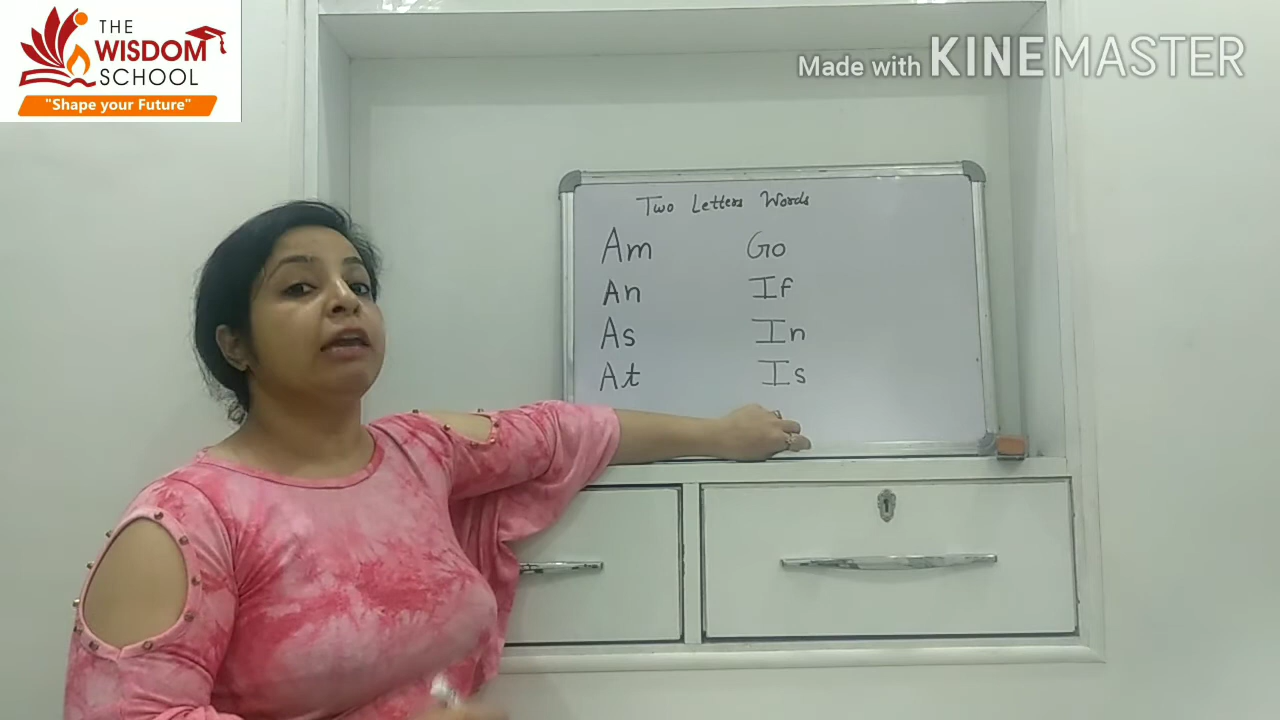 THE
WISDOM
SCHOOL
"Shape your Future"
Made with KINEMASTER
Two Letters Words
Am Go
An If
As In
At Is